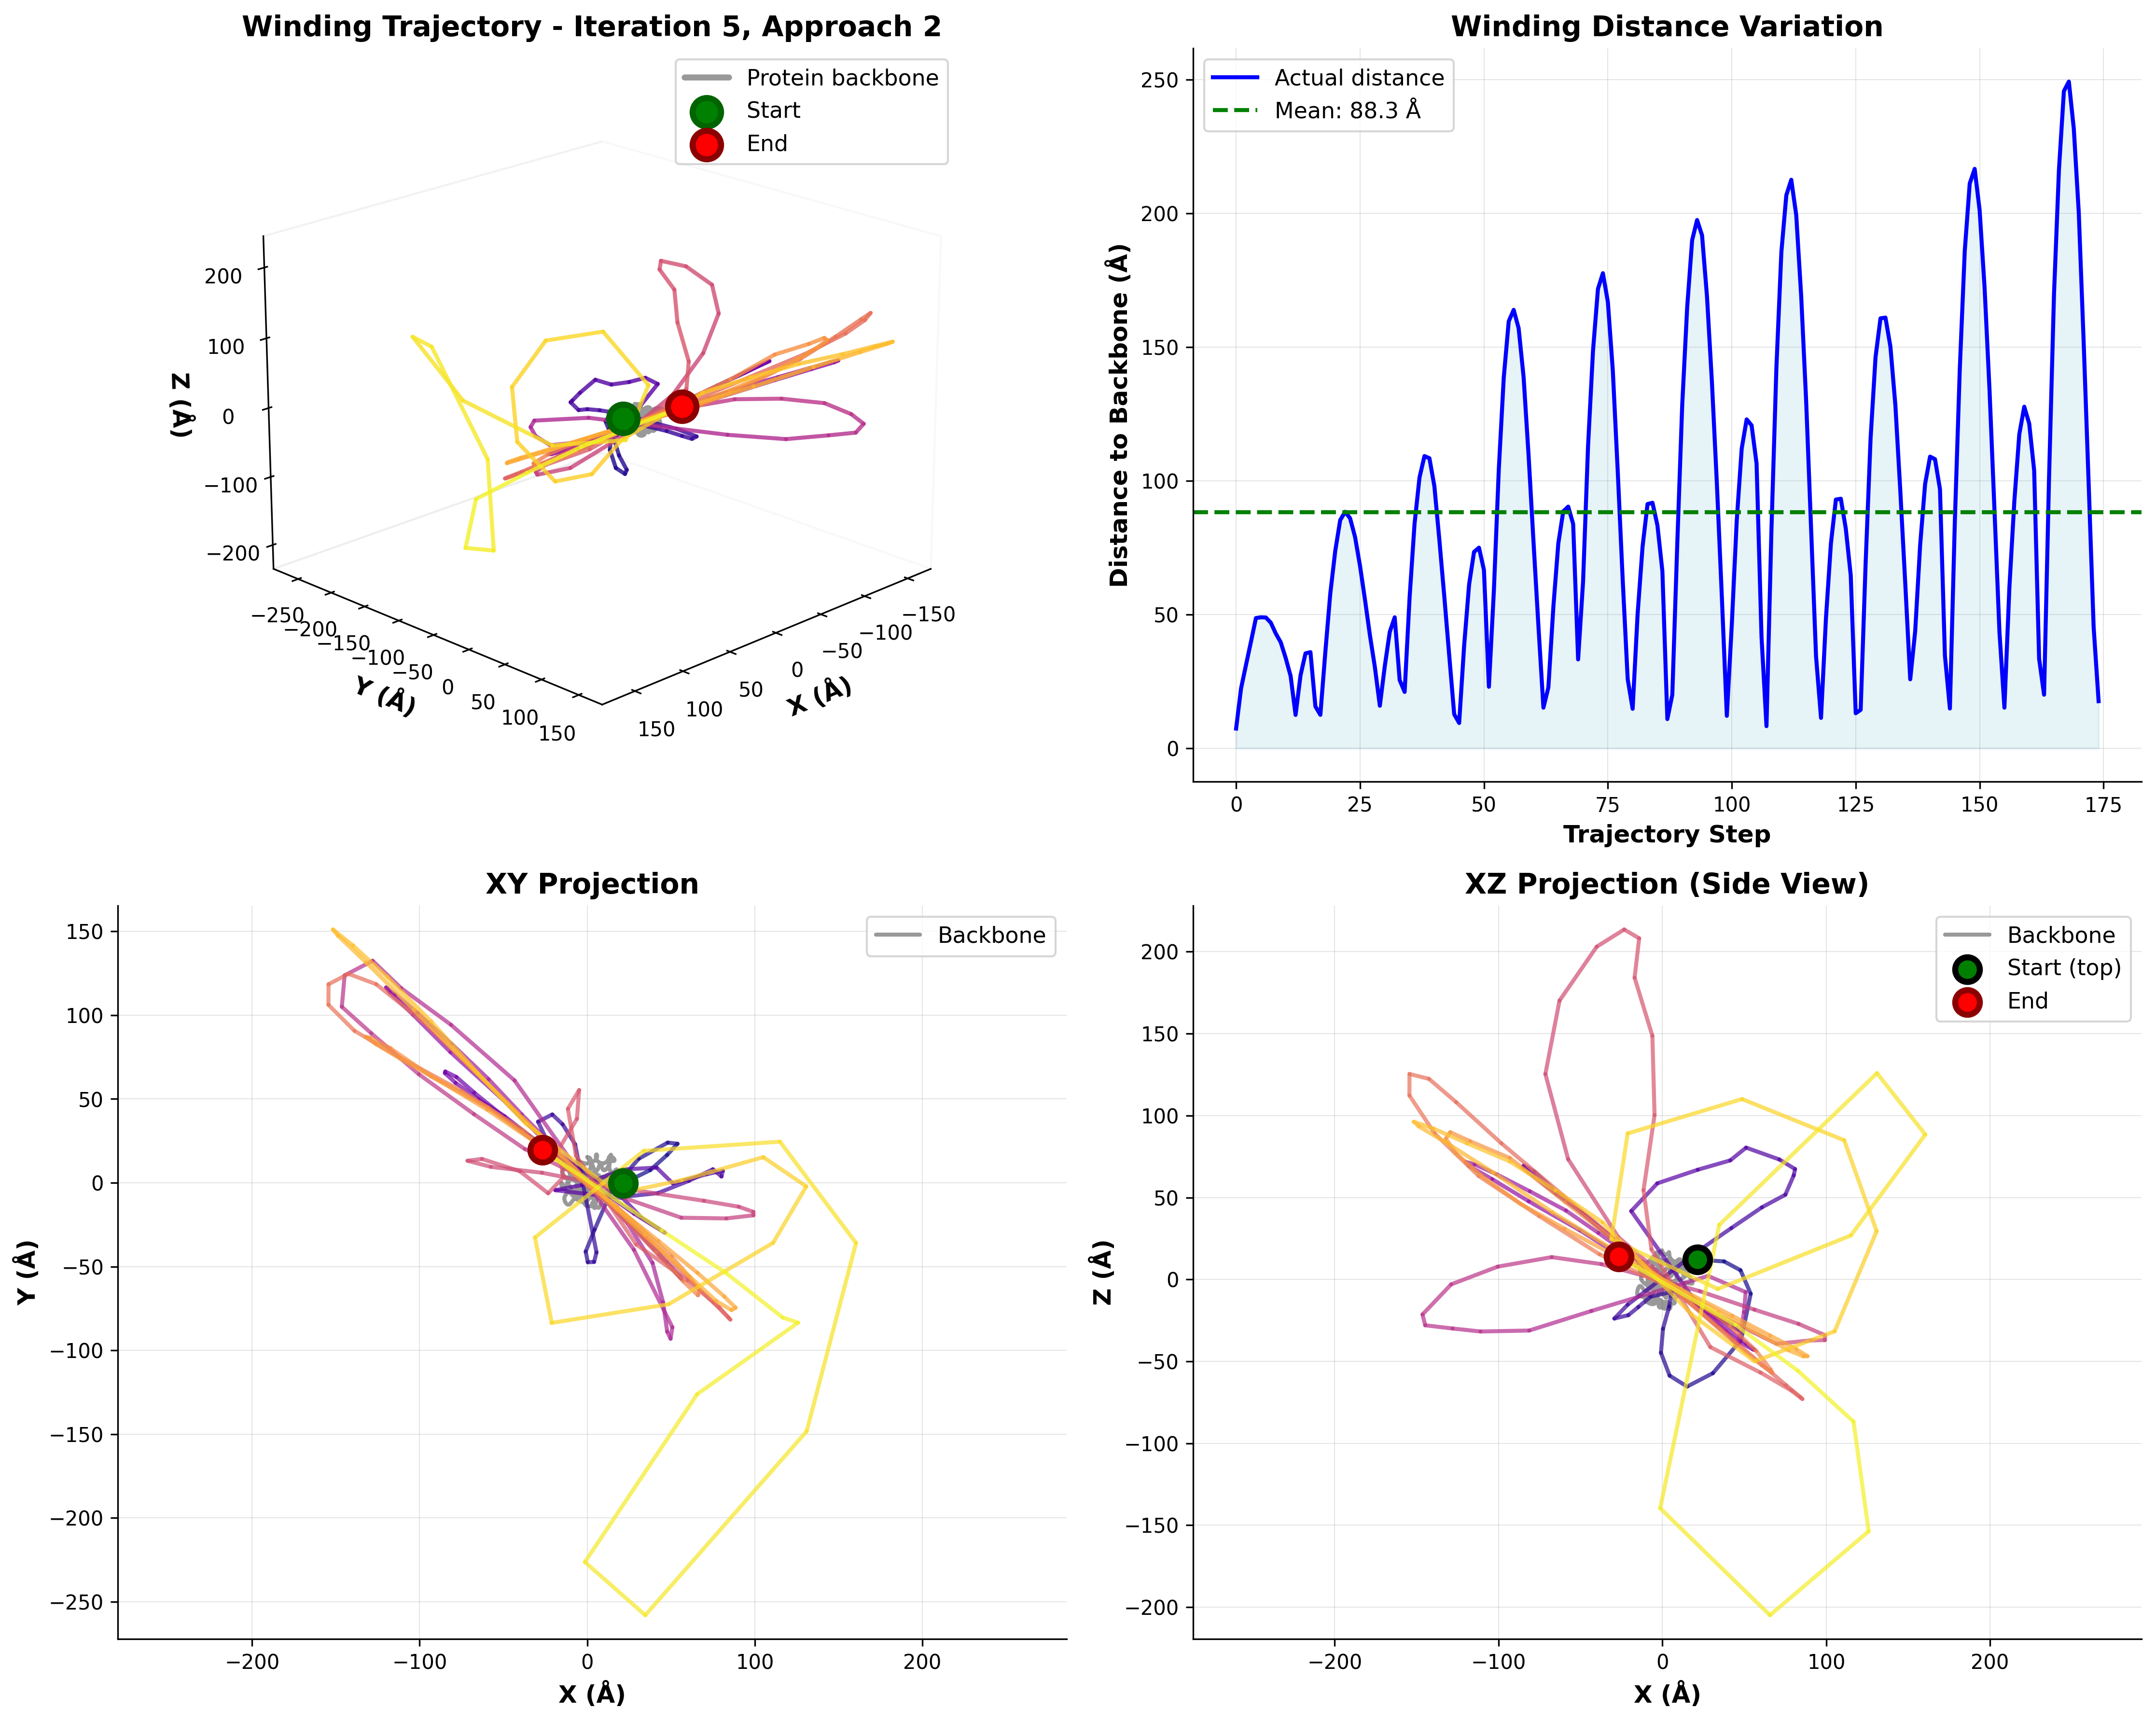 Winding Trajectory - Iteration 5, Approach 2
Protein backbone
Start
End
Z (Å)
200
100
0
−100
−200
−250
−200
−150
−100
−50
0
50
100
150
Y (Å)
150
100
50
0
−50
−100
−150
X (Å)
Winding Distance Variation
Actual distance
Mean: 88.3 Å
Distance to Backbone (Å)
250
200
150
100
50
0
0 25 50 75 100 125 150 175
Trajectory Step
XY Projection
Backbone
Y (Å)
150
100
50
0
−50
−100
−150
−200
−250
−200 −100 0 100 200
X (Å)
XZ Projection (Side View)
Backbone
Start (top)
End
Z (Å)
200
150
100
50
0
−50
−100
−150
−200
−200 −100 0 100 200
X (Å)